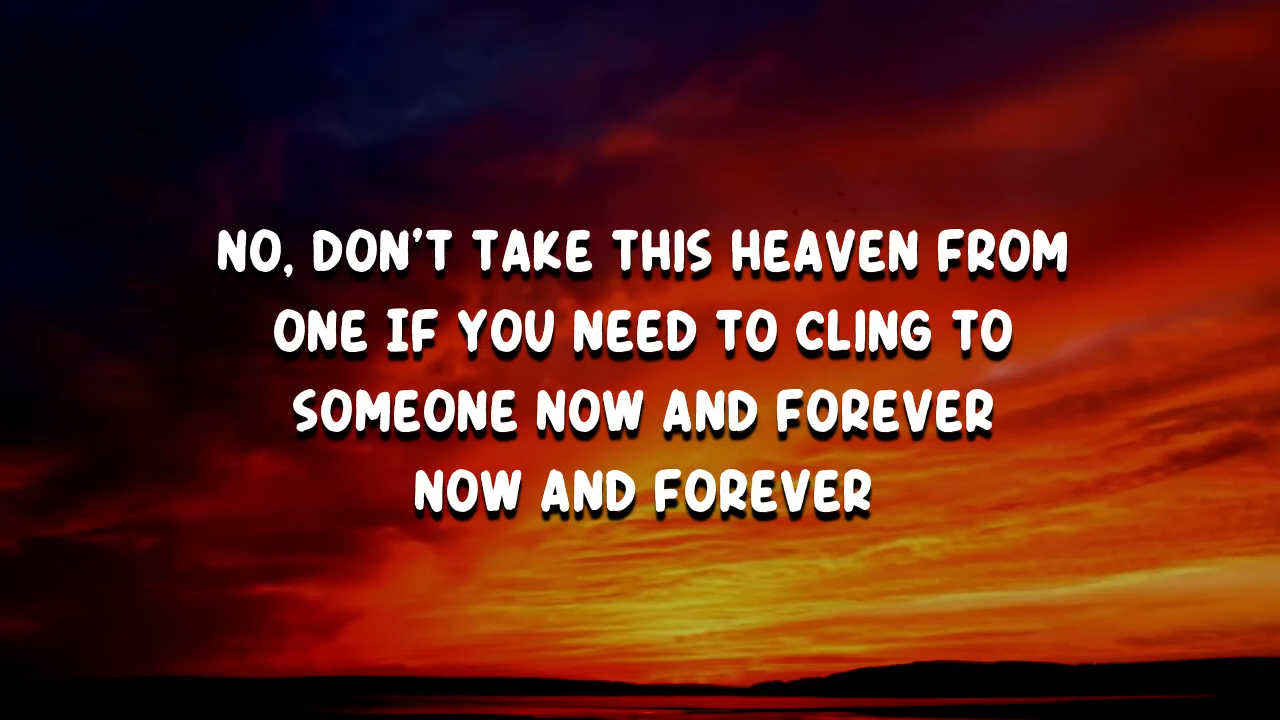 NO, DON'T TAKE THIS HEAVEN FROM
ONE IF YOU NEED TO CLING TO
SOMEONE NOW AND FOREVER
NOW AND FOREVER